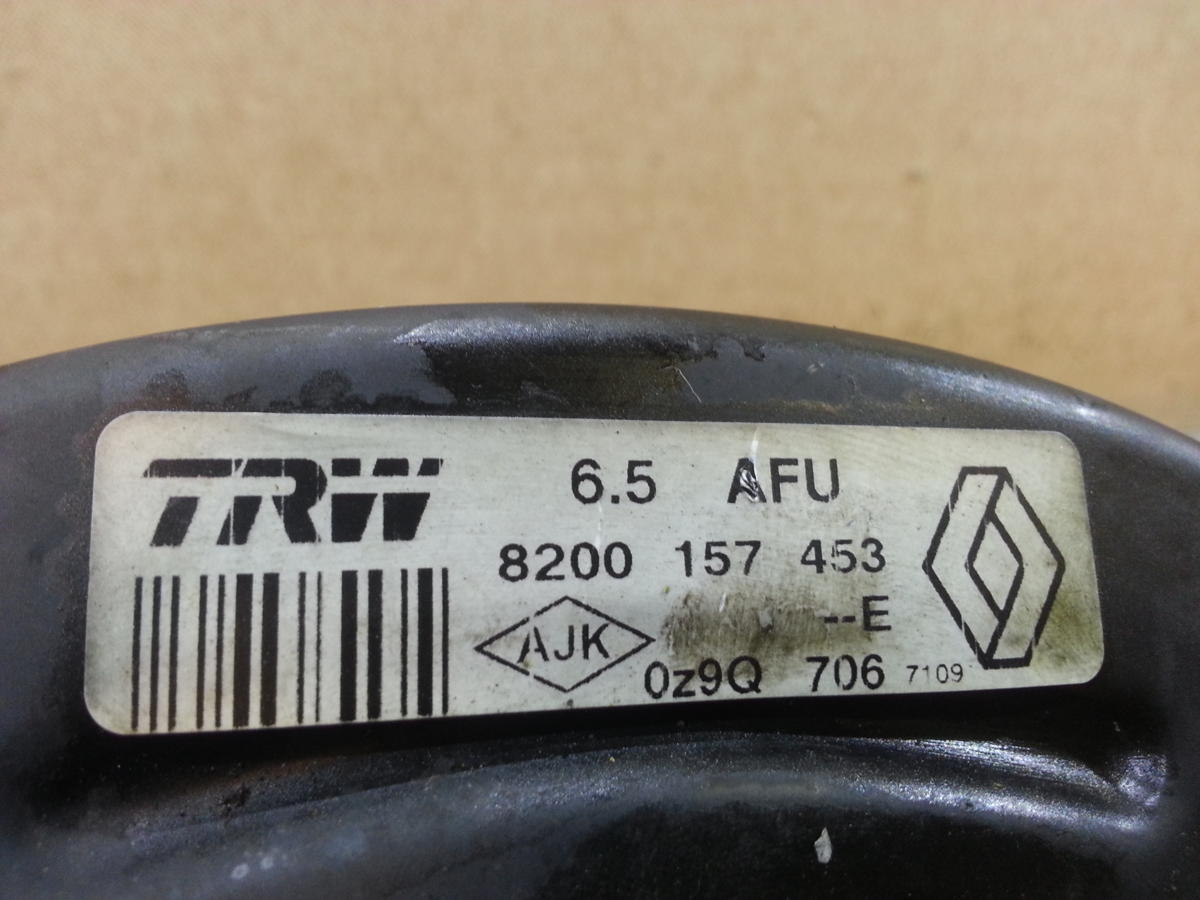 TRW
6.5 AFU
8200 157 453
--E
AJK
0z9Q 706 7109